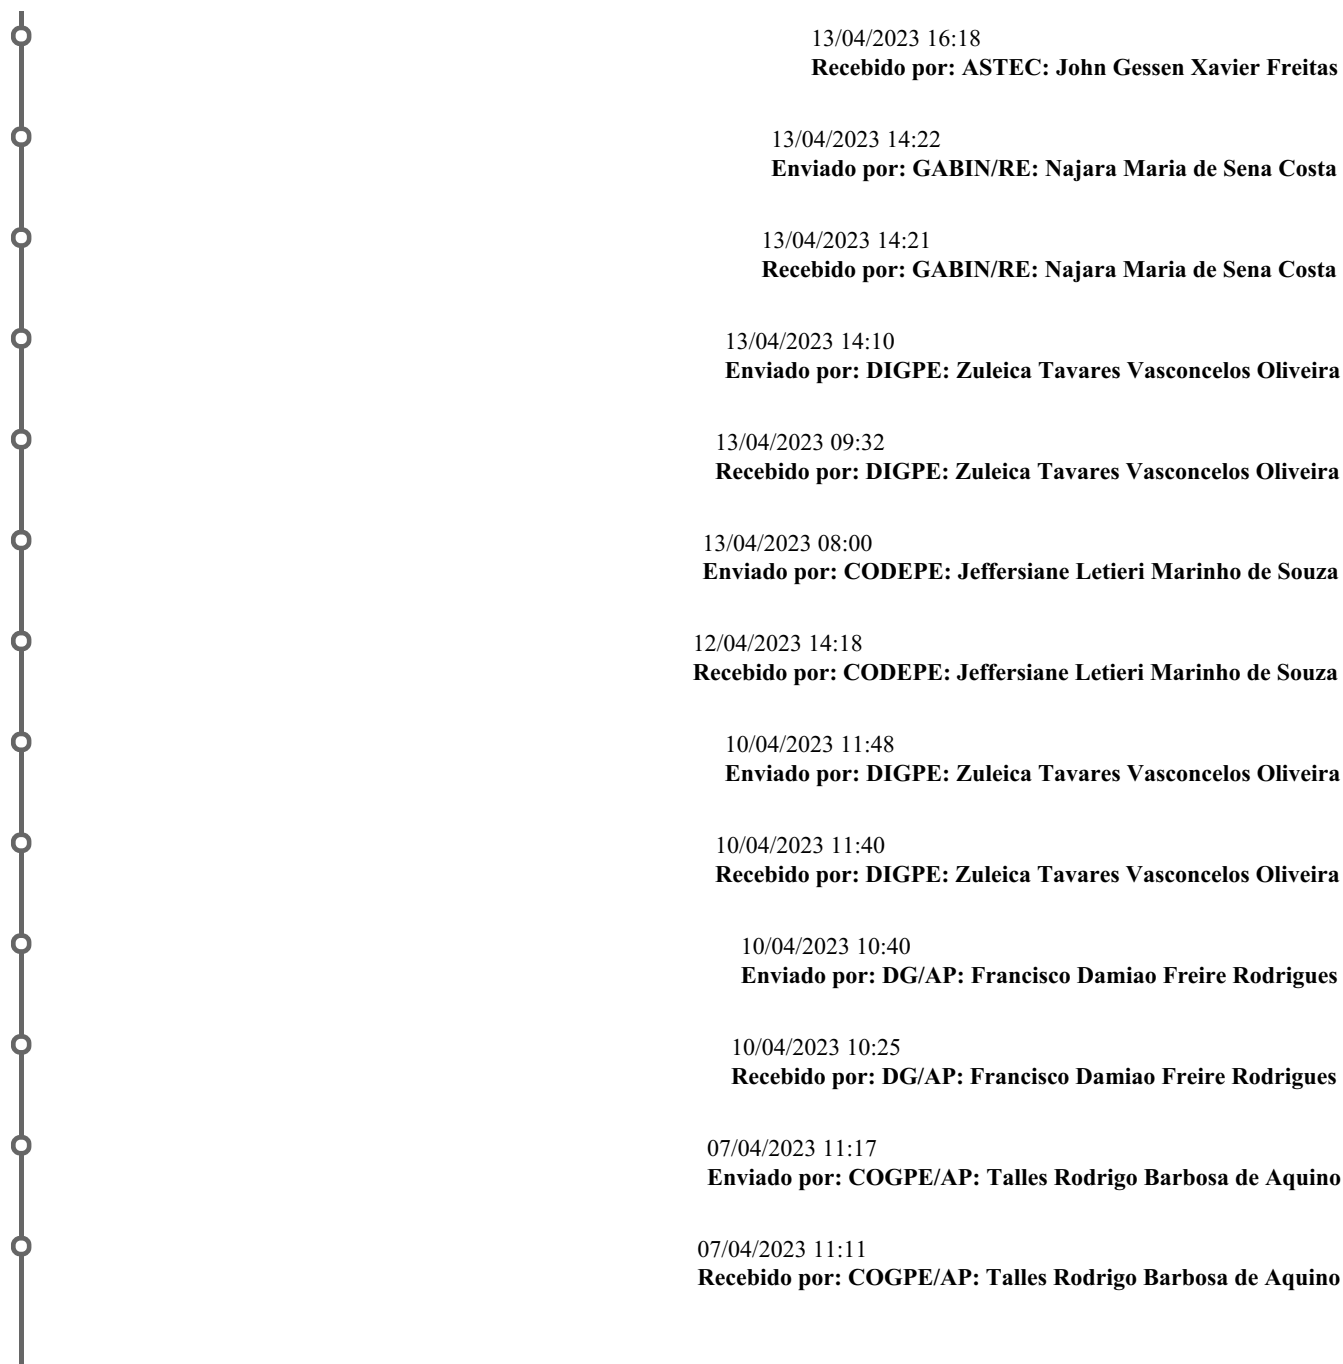 13/04/2023 16:18
Recebido por: ASTEC: John Gessen Xavier Freitas
13/04/2023 14:22
Enviado por: GABIN/RE: Najara Maria de Sena Costa
13/04/2023 14:21
Recebido por: GABIN/RE: Najara Maria de Sena Costa
13/04/2023 14:10
Enviado por: DIGPE: Zuleica Tavares Vasconcelos Oliveira
13/04/2023 09:32
Recebido por: DIGPE: Zuleica Tavares Vasconcelos Oliveira
13/04/2023 08:00
Enviado por: CODEPE: Jeffersiane Letieri Marinho de Souza
12/04/2023 14:18
Recebido por: CODEPE: Jeffersiane Letieri Marinho de Souza
10/04/2023 11:48
Enviado por: DIGPE: Zuleica Tavares Vasconcelos Oliveira
10/04/2023 11:40
Recebido por: DIGPE: Zuleica Tavares Vasconcelos Oliveira
10/04/2023 10:40
Enviado por: DG/AP: Francisco Damiao Freire Rodrigues
10/04/2023 10:25
Recebido por: DG/AP: Francisco Damiao Freire Rodrigues
07/04/2023 11:17
Enviado por: COGPE/AP: Talles Rodrigo Barbosa de Aquino
07/04/2023 11:11
Recebido por: COGPE/AP: Talles Rodrigo Barbosa de Aquino